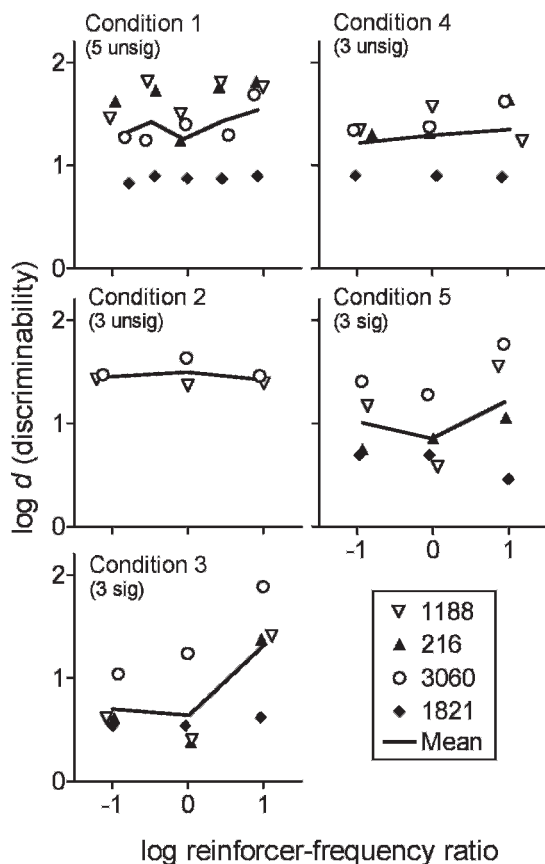 Condition 1
(5 unsig)
2
1
0
Condition 4
(3 unsig)
Condition 2
(3 unsig)
2
1
0
Condition 5
(3 sig)
-1 0 1
Condition 3
(3 sig)
2
1
0
-1 0 1
1188
216
3060
1821
Mean
log d (discriminability)
log reinforcer-frequency ratio